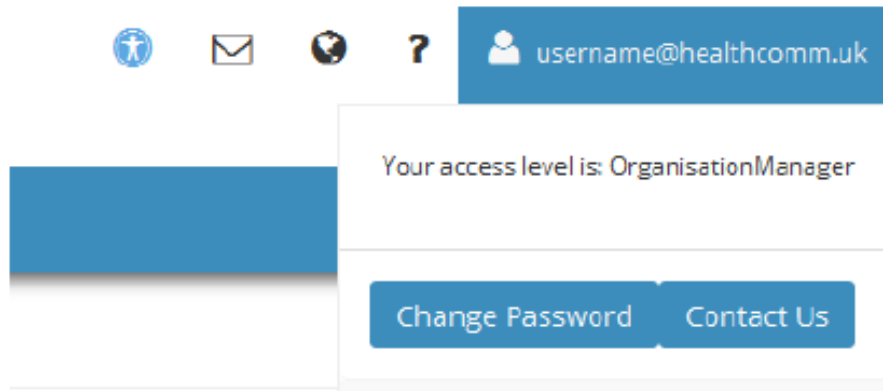 ? username@healthcomm.uk
Your access level is: OrganisationManager
Change Password Contact Us